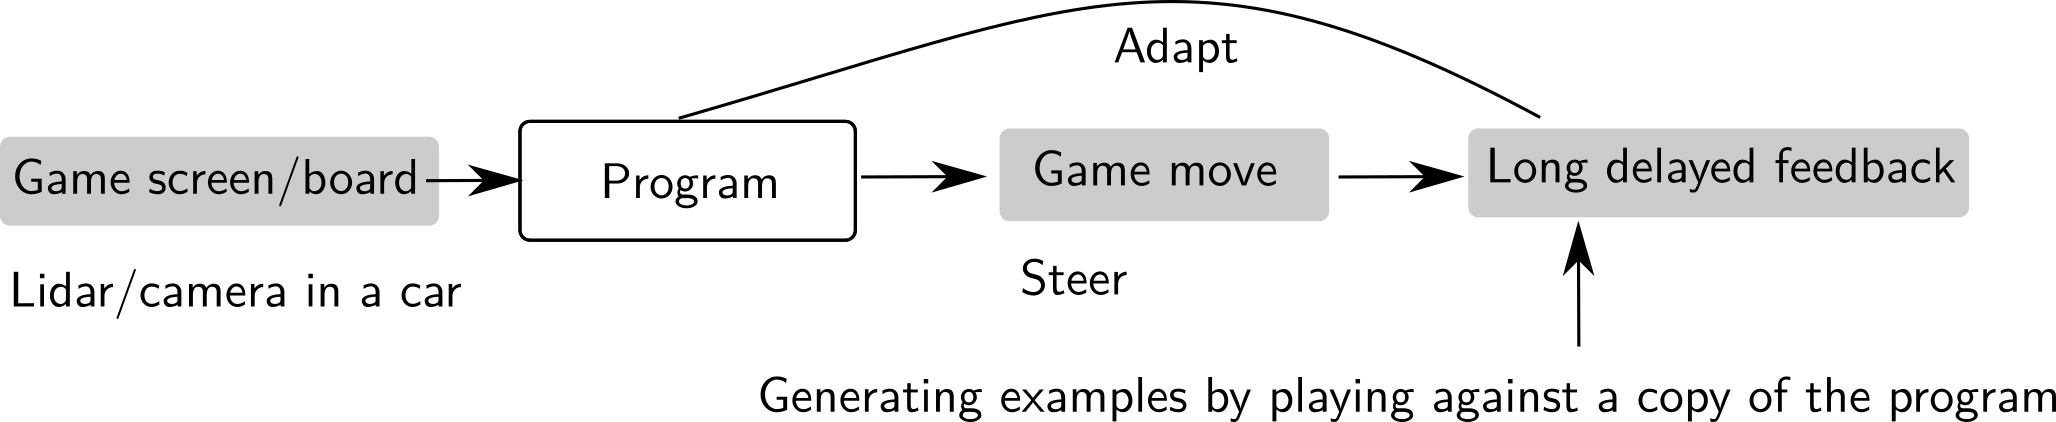 Adapt
Game screen/board
Program
Game move
Long delayed feedback
Lidar/camera in a car
Steer
Generating examples by playing against a copy of the program